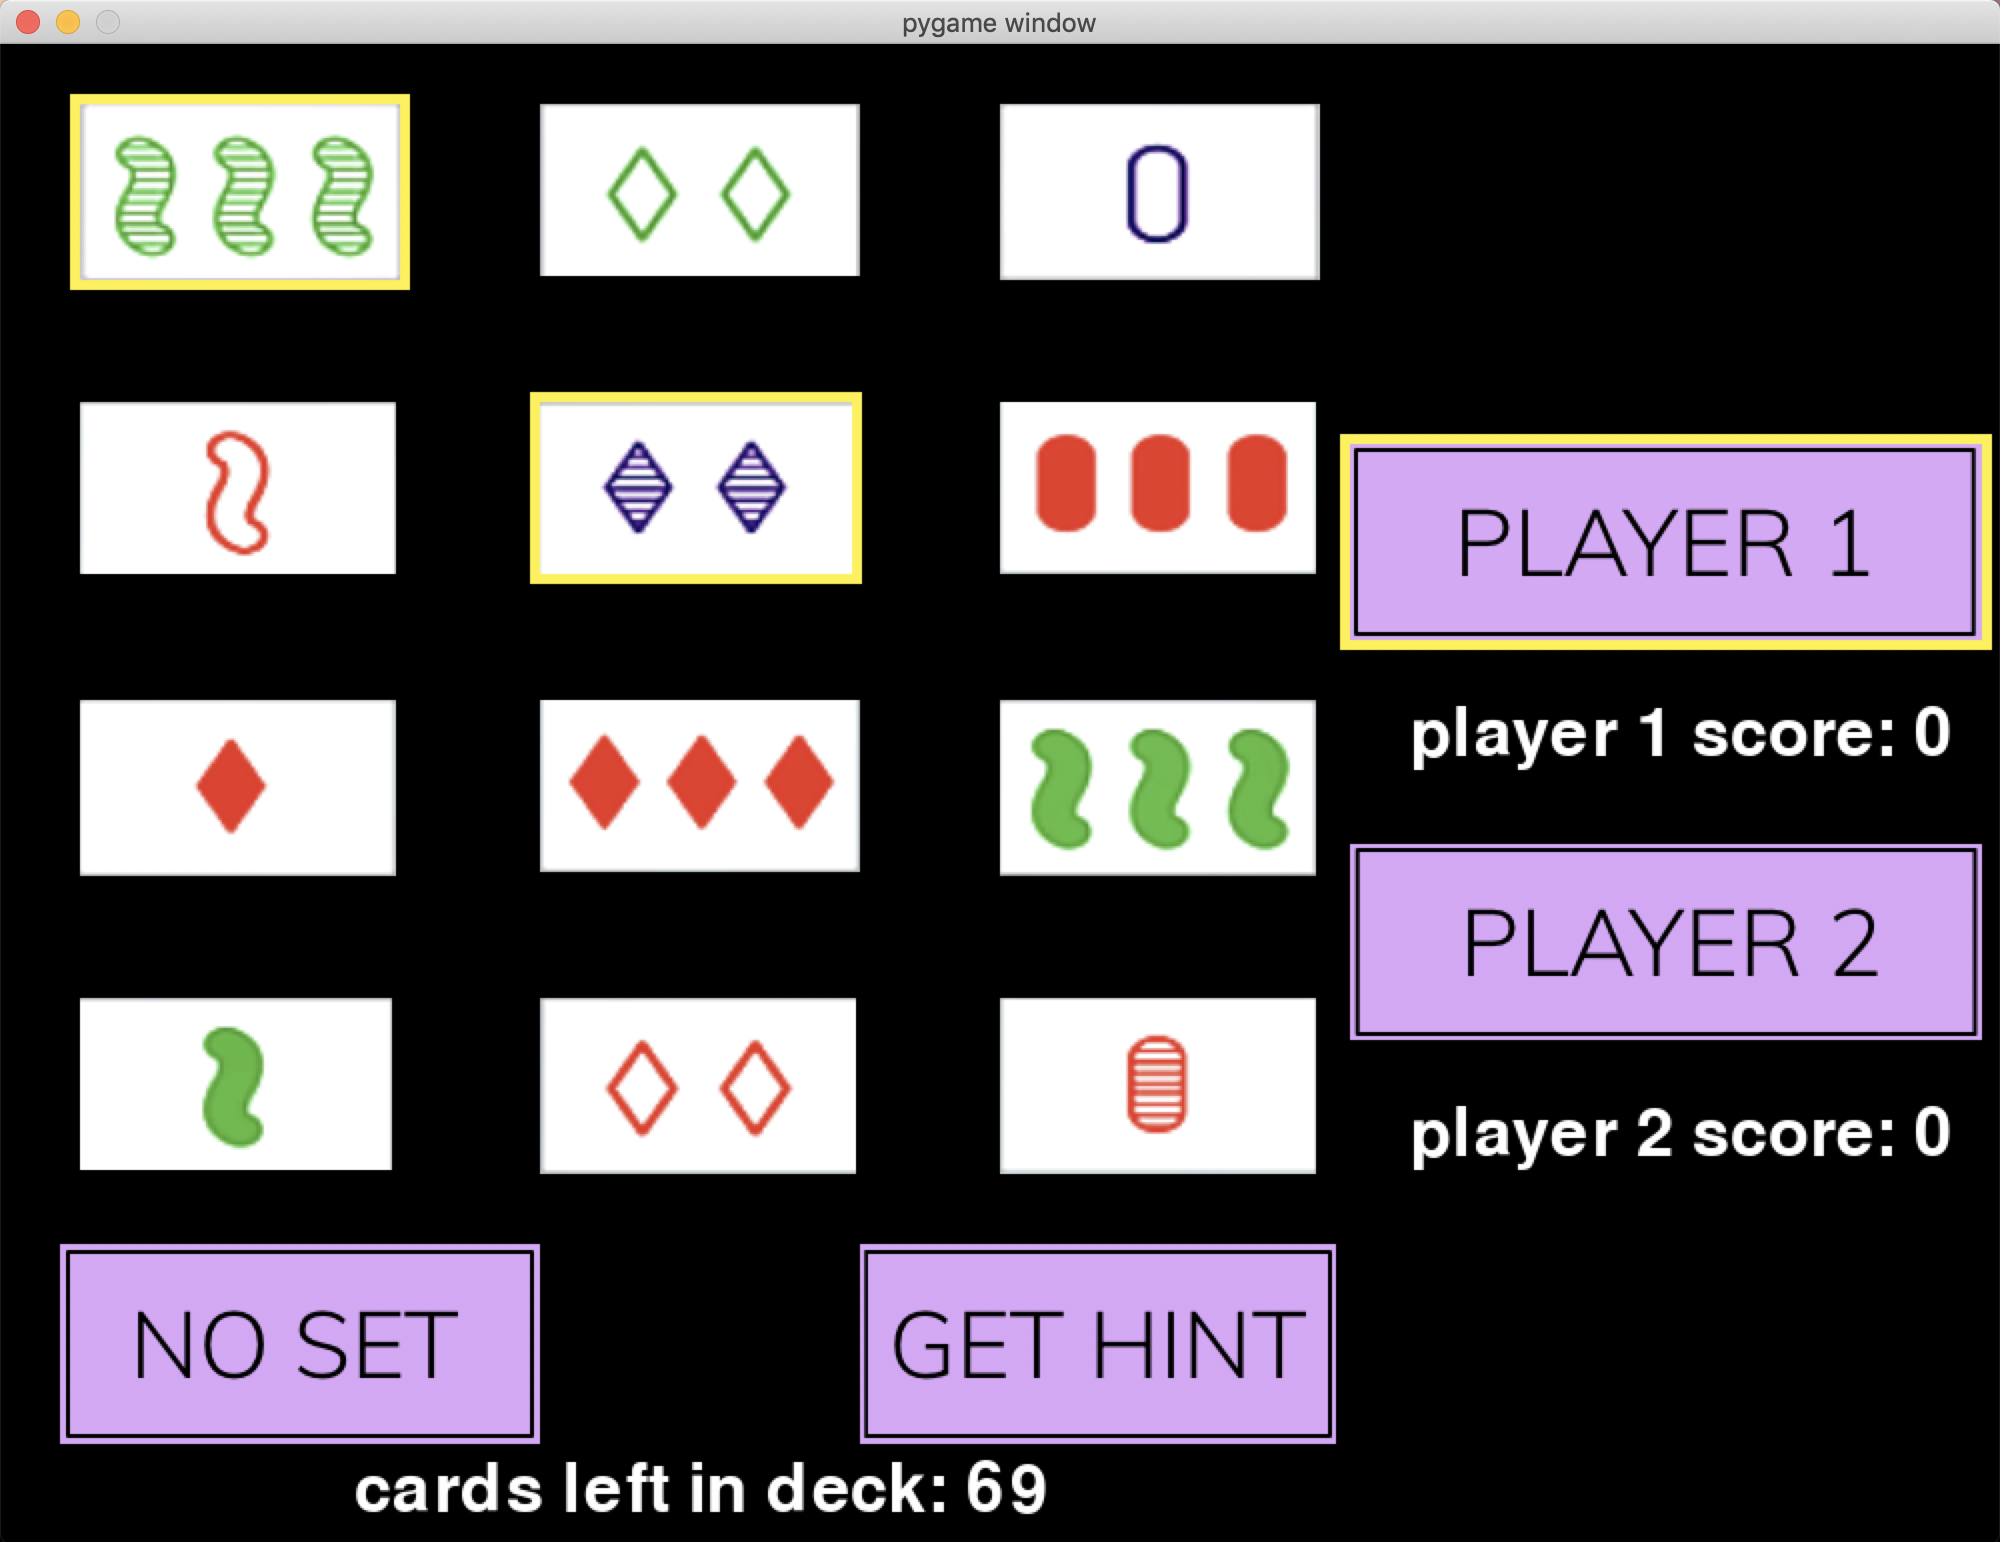 pygame window
PLAYER 1
player 1 score: 0
PLAYER 2
player 2 score: 0
NO SET
GET HINT
cards left in deck: 69